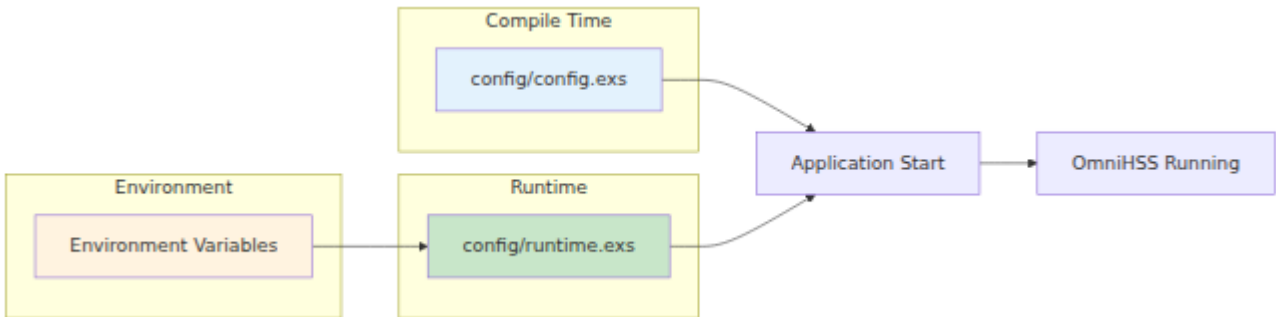 Compile Time
config/config.exs
Application Start
OmniHSS Running
Environment
Environment Variables
Runtime
config/runtime.exs